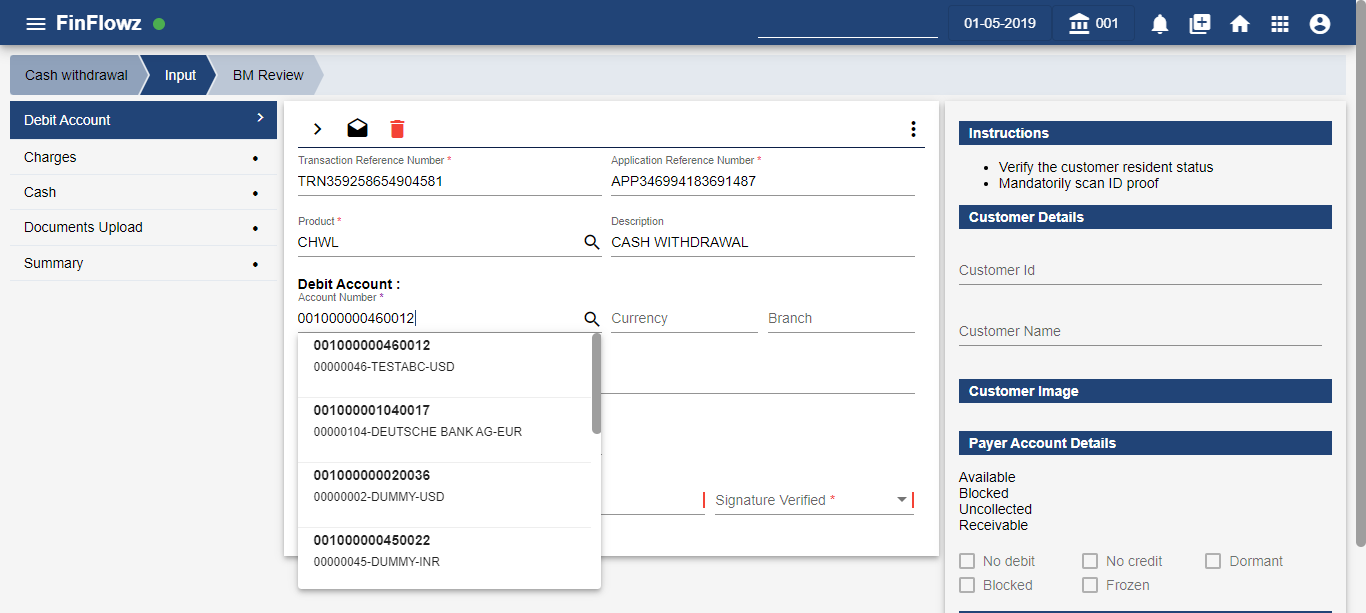 FinFlowz
01-05-2019
001
Cash withdrawal
Input
BM Review
Debit Account
Charges
Cash
Documents Upload
Summary
Transaction Reference Number *
TRN359258654904581
Application Reference Number *
APP346994183691487
Product *
CHWL
Description
CASH WITHDRAWAL
Debit Account :
Account Number *
001000000460012
Currency
Branch
001000000460012
00000046-TESTABC-USD
001000001040017
00000104-DEUTSCHE BANK AG-EUR
001000000020036
00000002-DUMMY-USD
001000000450022
00000045-DUMMY-INR
Signature Verified *
Instructions
• Verify the customer resident status
• Mandatorily scan ID proof
Customer Details
Customer Id
Customer Name
Customer Image
Payer Account Details
Available
Blocked
Uncollected
Receivable
No debit
No credit
Dormant
Blocked
Frozen